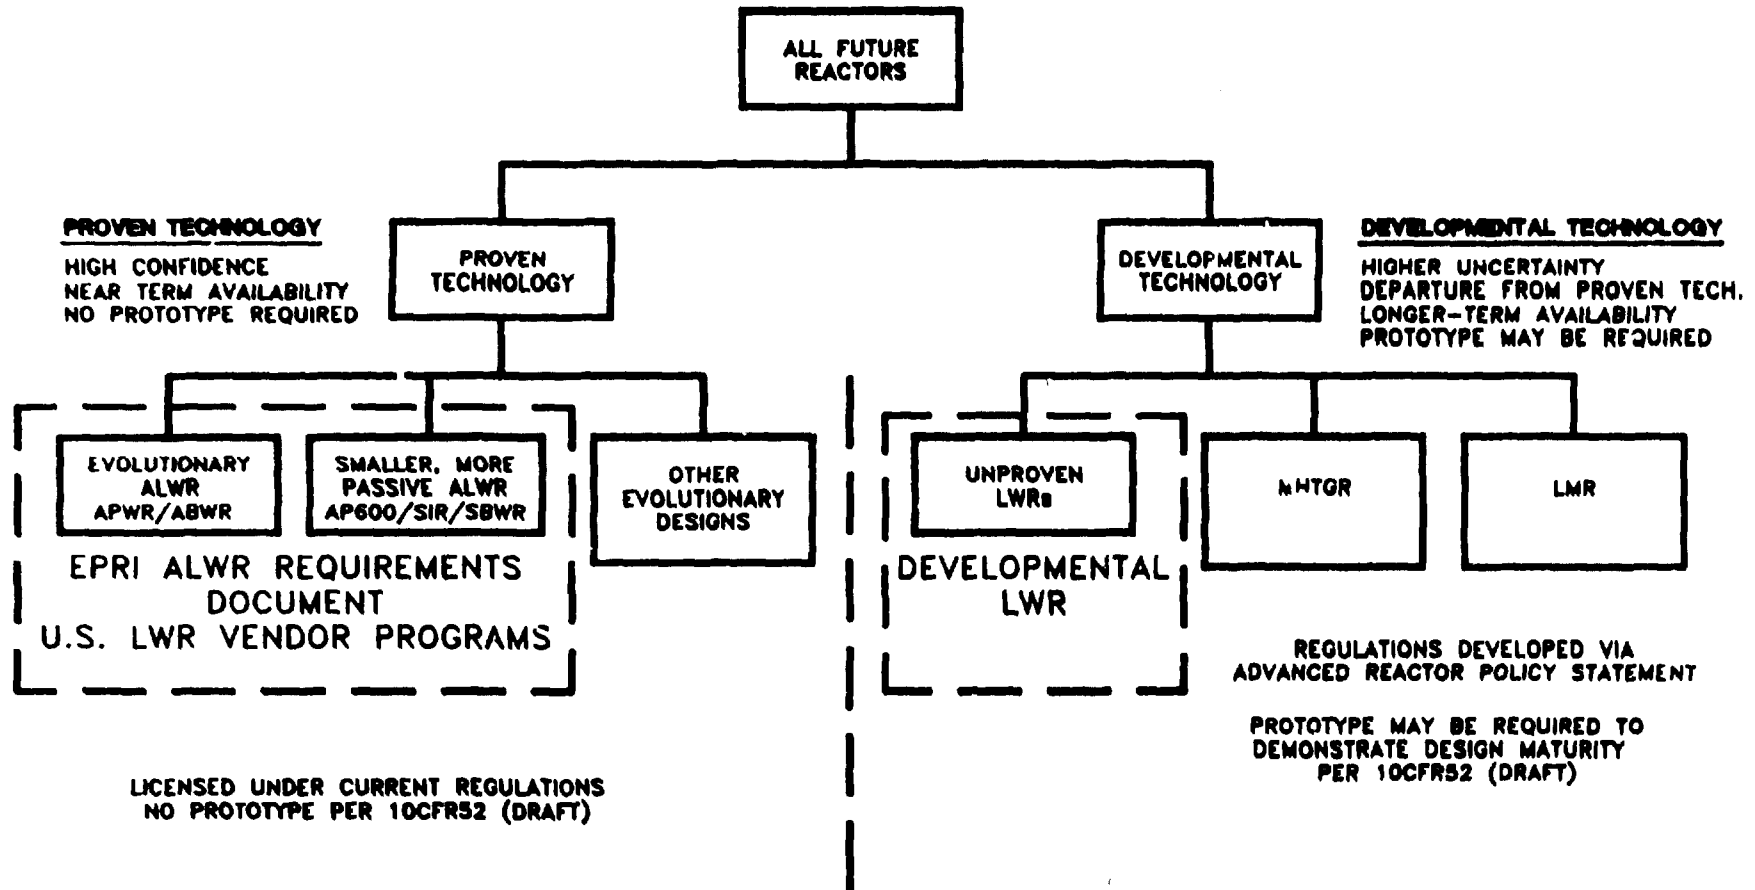 ALL FUTURE
REACTORS
PROVEN TECHNOLOGY
HIGH CONFIDENCE
NEAR TERM AVAILABILITY
NO PROTOTYPE REQUIRED
PROVEN
TECHNOLOGY
DEVELOPMENTAL
TECHNOLOGY
DEVELOPMENTAL TECHNOLOGY
HIGHER UNCERTAINTY
DEPARTURE FROM PROVEN TECH.
LONGER-TERM AVAILABILITY
PROTOTYPE MAY BE REQUIRED
EVOLUTIONARY
ALWR
APWR/ABWR
SMALLER, MORE
PASSIVE ALWR
AP600/SIR/SBWR
OTHER
EVOLUTIONARY
DESIGNS
EPRI ALWR REQUIREMENTS
DOCUMENT
U.S. LWR VENDOR PROGRAMS
LICENSED UNDER CURRENT REGULATIONS
NO PROTOTYPE PER 10CFR52 (DRAFT)
UNPROVEN
LWRs
DEVELOPMENTAL
LWR
MHTGR
LMR
REGULATIONS DEVELOPED VIA
ADVANCED REACTOR POLICY STATEMENT
PROTOTYPE MAY BE REQUIRED TO
DEMONSTRATE DESIGN MATURITY
PER 10CFR52 (DRAFT)